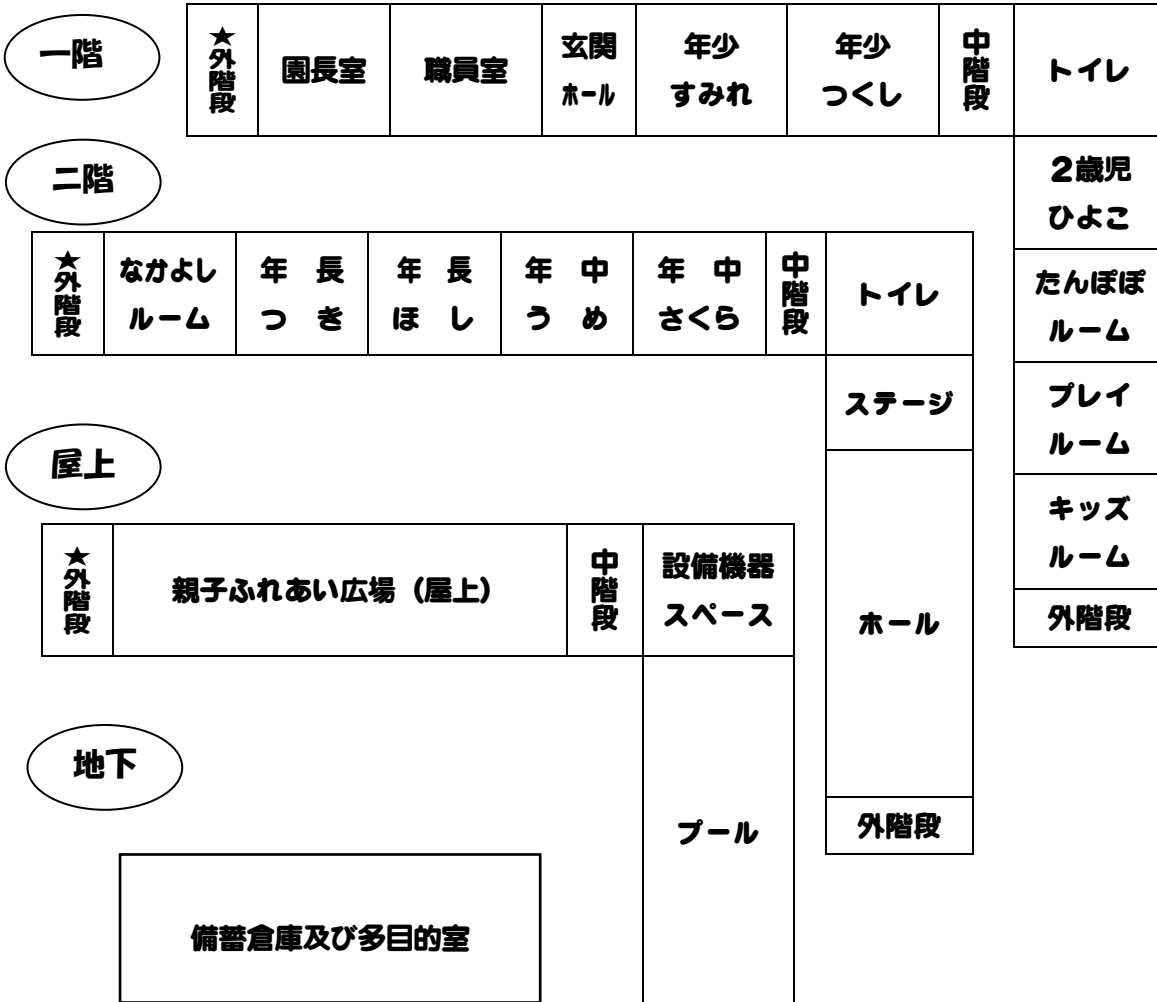 一階
★外階段
園長室
職員室
玄関
ホール
年少
すみれ
年少
つくし
中階段
トイレ
2歳児
ひよこ
たんぽぽ
ルーム
プレイ
ルーム
キッズ
ルーム
外階段
二階
★外階段
なかよし
ルーム
年 長
つ き
年 長
ほ し
年 中
う め
年 中
さくら
中階段
トイレ
ステージ
ホール
外階段
屋上
★外階段
親子ふれあい広場（屋上）
中階段
設備機器
スペース
プール
地下
備蓄倉庫及び多目的室